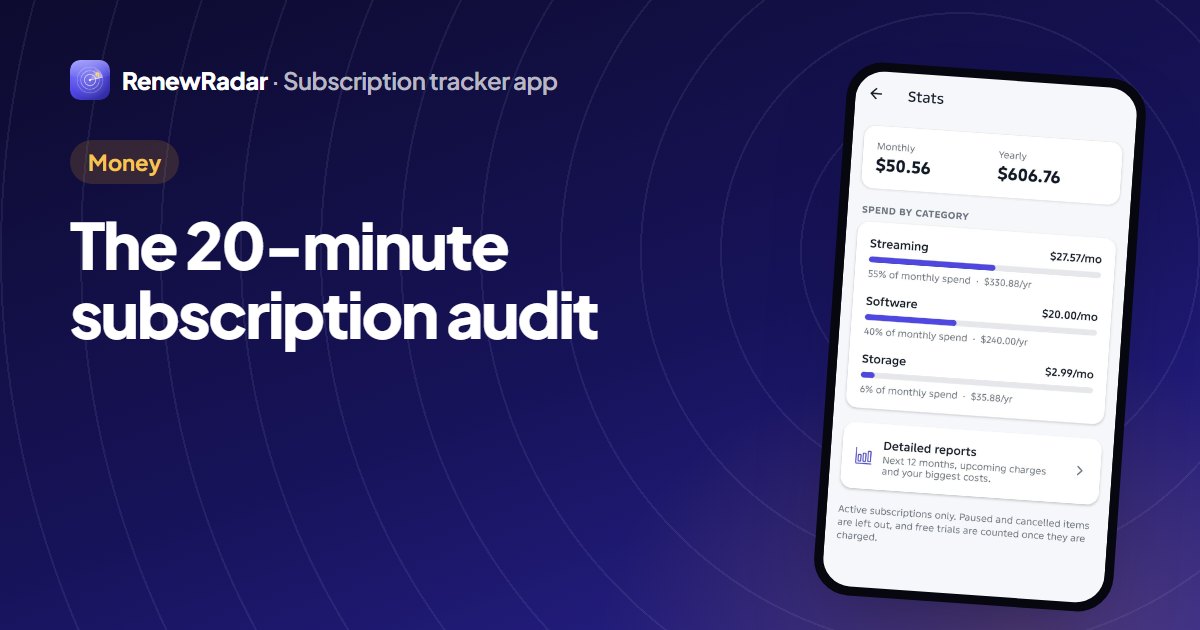 RenewRadar · Subscription tracker app
Money
The 20-minute
subscription audit
Stats
Monthly Yearly
$50.56 $606.76
SPEND BY CATEGORY
Streaming $27.57/mo
55% of monthly spend · $330.88/yr
Software $20.00/mo
40% of monthly spend · $240.00/yr
Storage $2.99/mo
6% of monthly spend · $35.88/yr
Detailed reports
Next 12 months, upcoming charges
and your biggest costs.
Active subscriptions only. Paused and cancelled items
are left out, and free trials are counted once they are
charged.